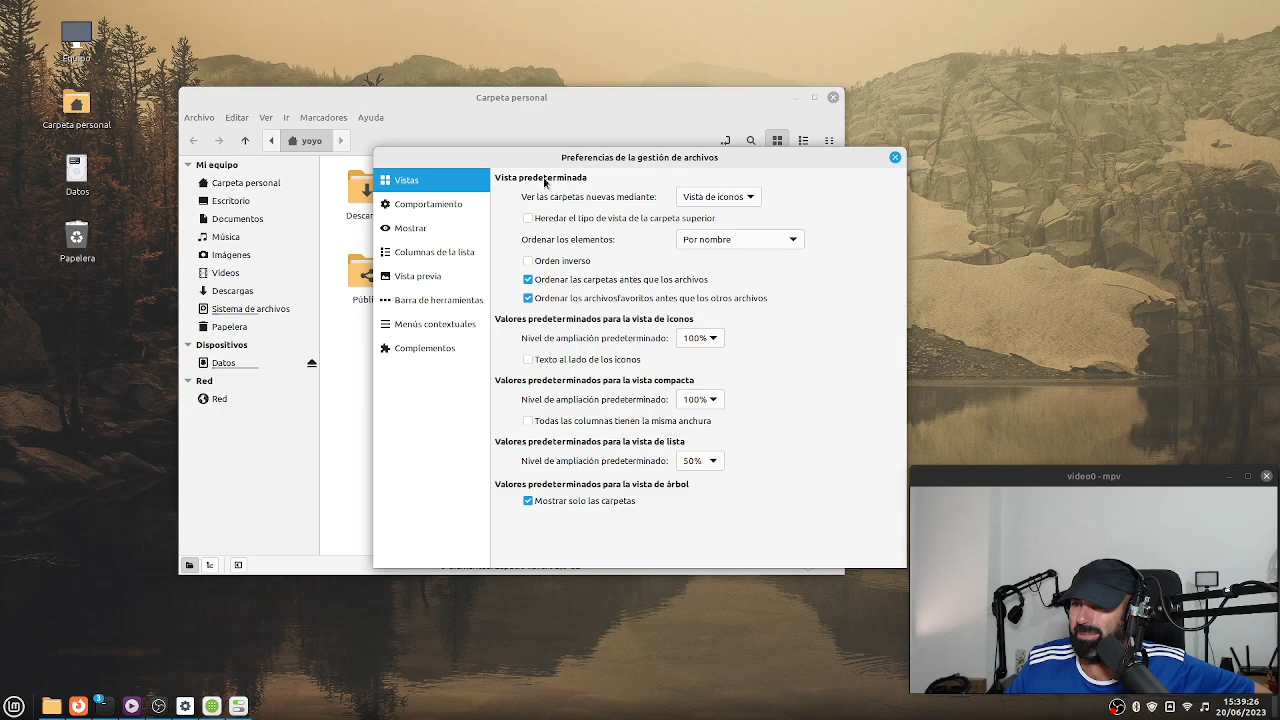 Equipo
Carpeta personal
Datos
Papelera
Carpeta personal
Archivo Editar Ver Ir Marcadores Ayuda
yoyo
Mi equipo
Carpeta personal
Escritorio
Documentos
Música
Imágenes
Vídeos
Descargas
Sistema de archivos
Papelera
Dispositivos
Datos
Red
Red
Descar
Públi
Preferencias de la gestión de archivos
Vistas
Comportamiento
Mostrar
Columnas de la lista
Vista previa
Barra de herramientas
Menús contextuales
Complementos
Vista predeterminada
Ver las carpetas nuevas mediante: Vista de iconos
Heredar el tipo de vista de la carpeta superior
Ordenar los elementos: Por nombre
Orden inverso
Ordenar las carpetas antes que los archivos
Ordenar los archivosfavoritos antes que los otros archivos
Valores predeterminados para la vista de iconos
Nivel de ampliación predeterminado: 100%
Texto al lado de los iconos
Valores predeterminados para la vista compacta
Nivel de ampliación predeterminado: 100%
Todas las columnas tienen la misma anchura
Valores predeterminados para la vista de lista
Nivel de ampliación predeterminado: 50%
Valores predeterminados para la vista de árbol
Mostrar solo las carpetas
video0 - mpv
3
15:39:26
20/06/2023